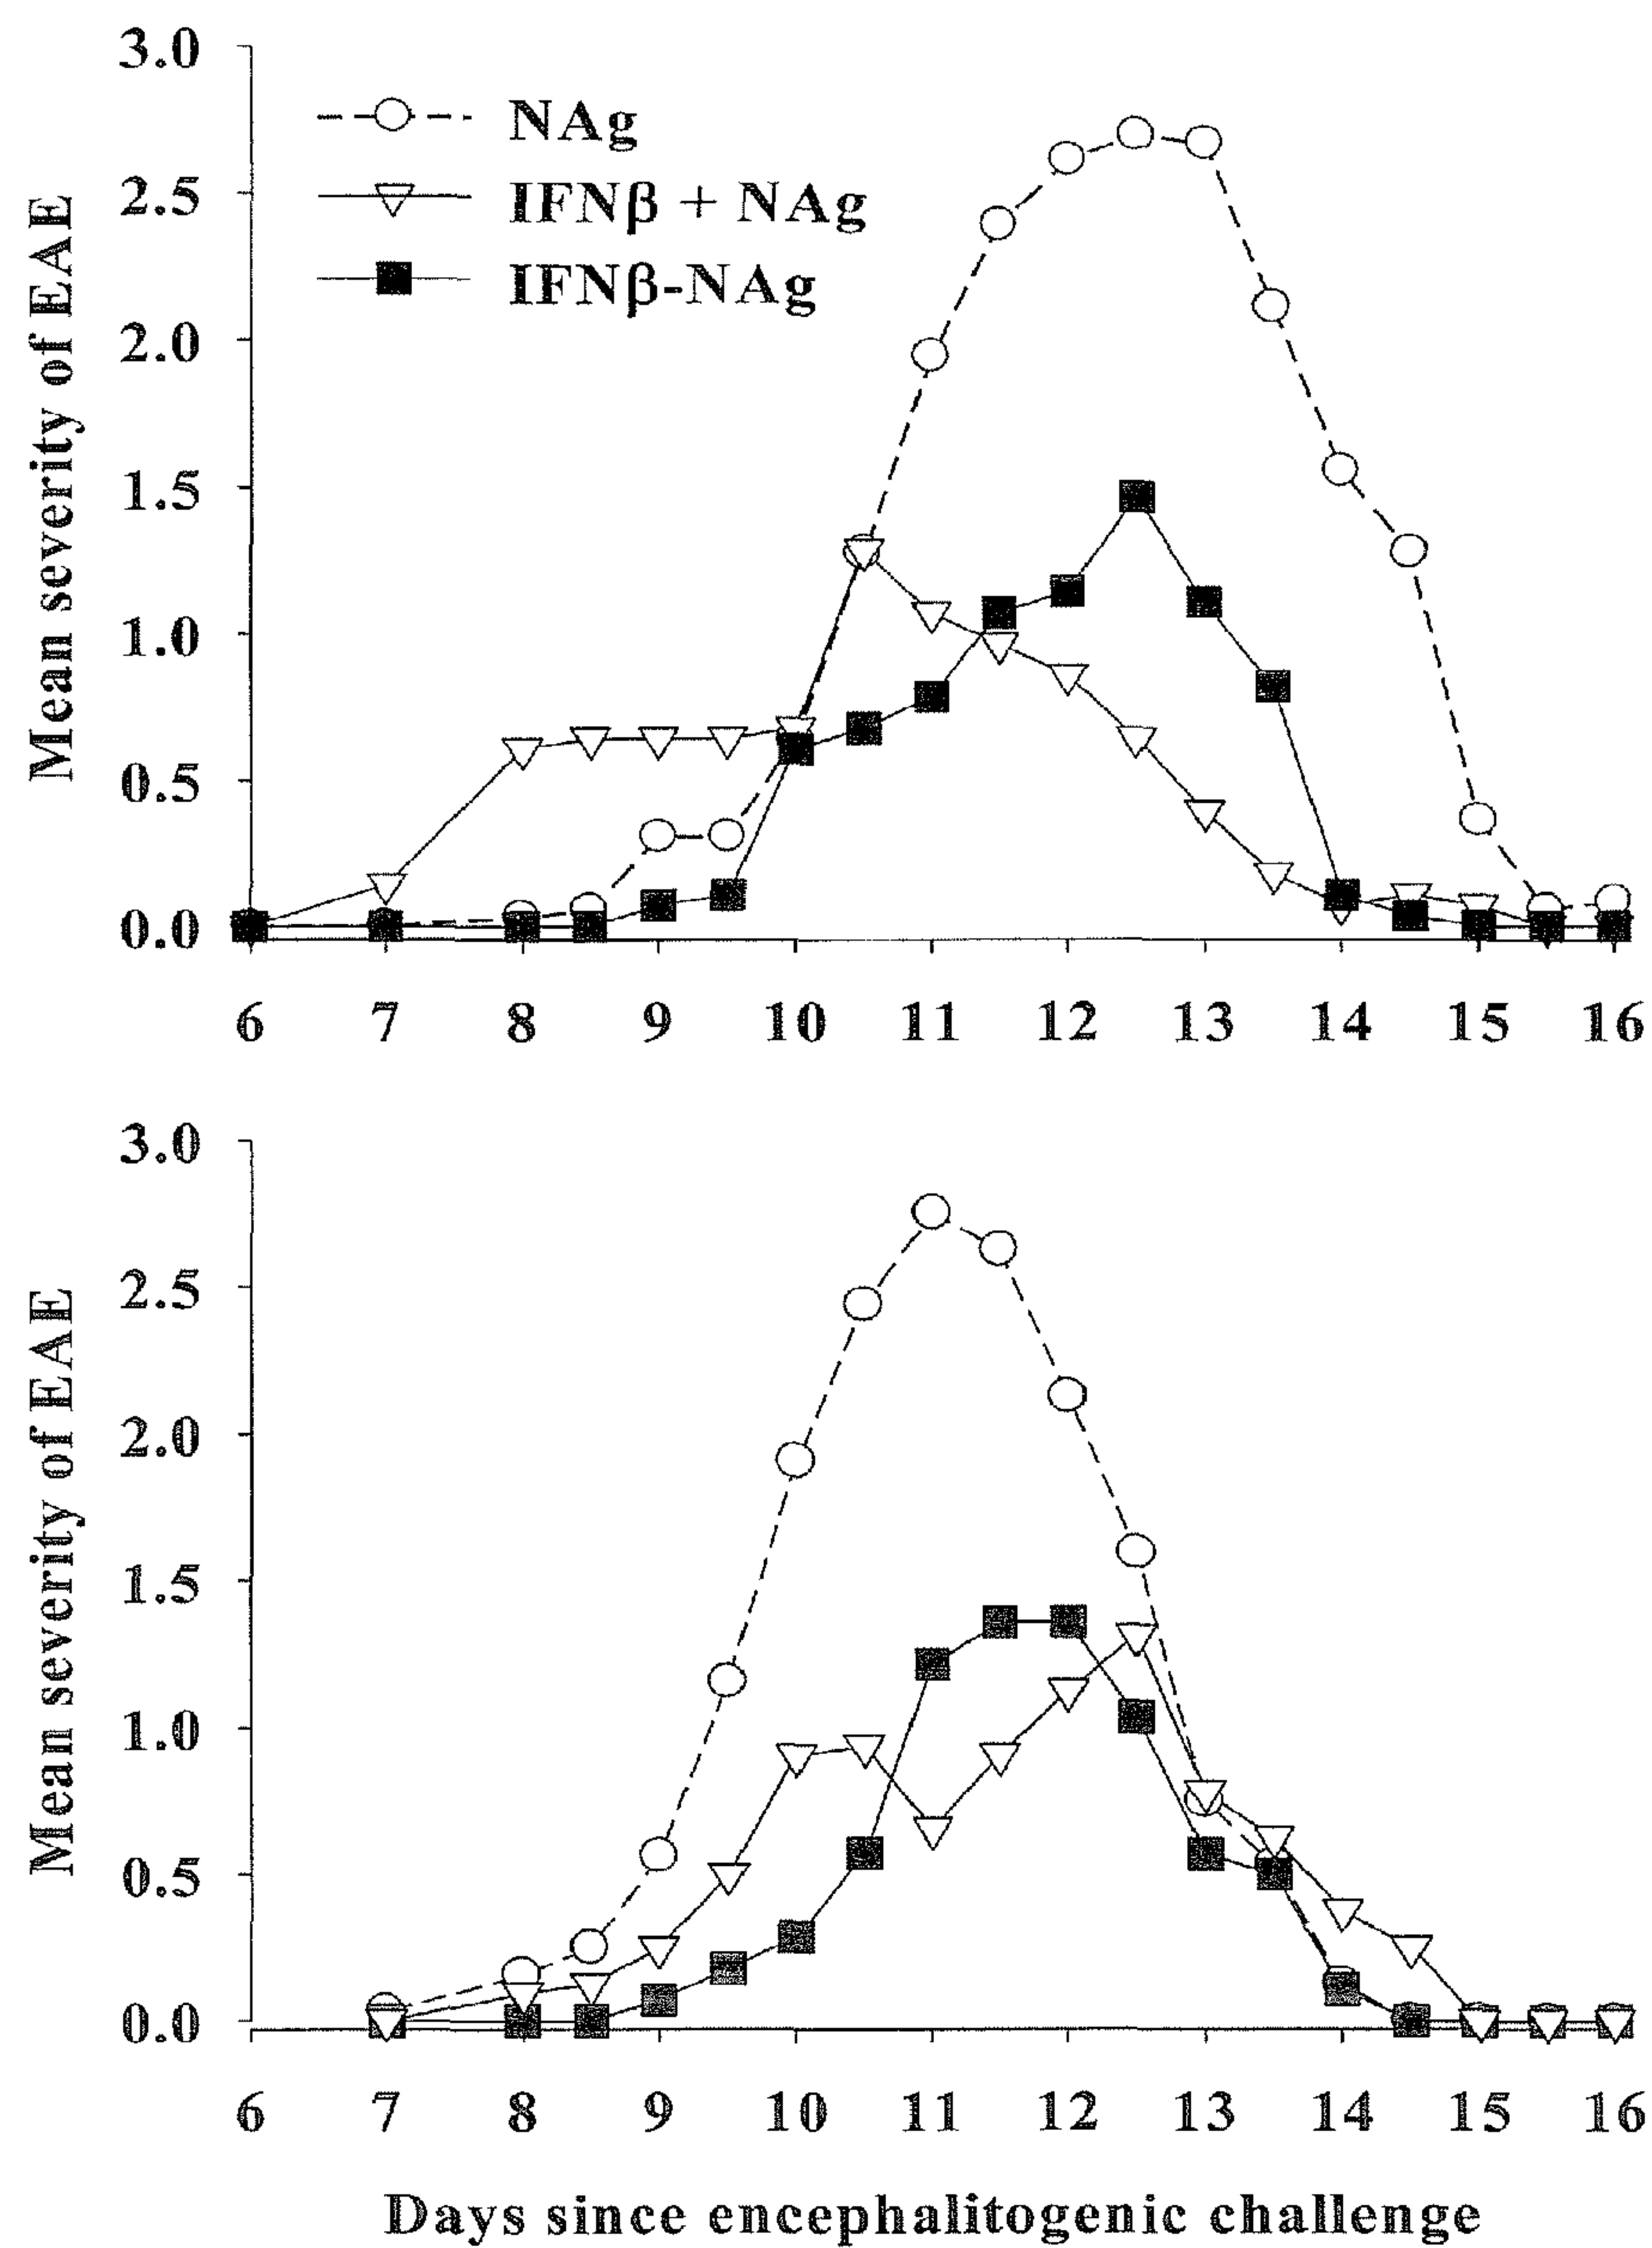 Mean severity of EAE
3.0
2.5
2.0
1.5
1.0
0.5
0.0
NAg
IFNβ + NAg
IFNβ-NAg
6 7 8 9 10 11 12 13 14 15 16
Mean severity of EAE
3.0
2.5
2.0
1.5
1.0
0.5
0.0
6 7 8 9 10 11 12 13 14 15 16
Days since encephalitogenic challenge